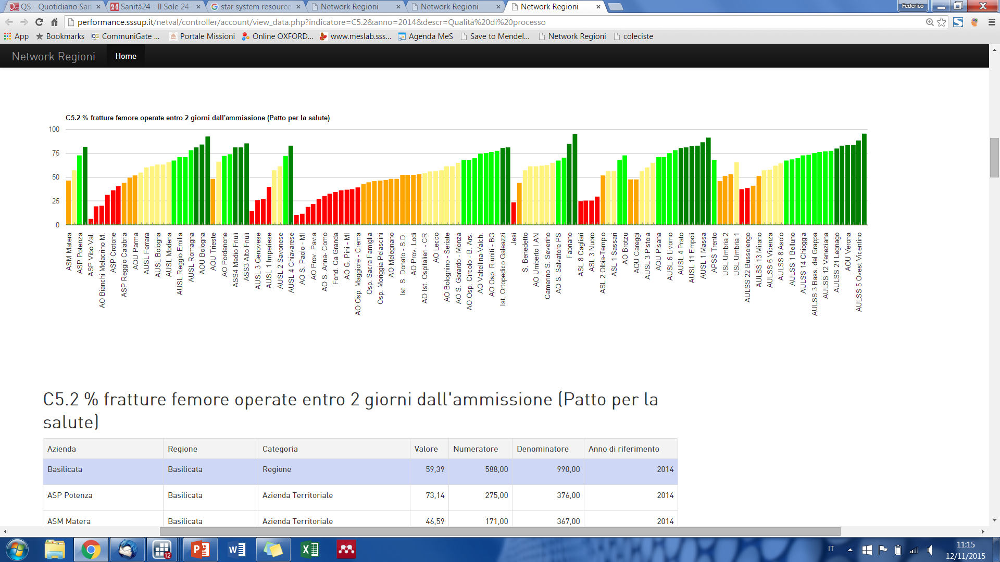 QS - Quotidiano San
Sanità24 - Il Sole 24
star system resource
Network Regioni
Network Regioni
Network Regioni
Federico
performance.sssup.it/netval/controller/account/view_data.php?indicatore=C5.2&anno=2014&descr=Qualità%20di%20processo
App
Bookmarks
CommuniGate ...
Portale Missioni
Online OXFORD...
www.meslab.sss...
Agenda MeS
Save to Mendel...
Network Regioni
coleciste
Network Regioni
Home
C5.2 % fratture femore operate entro 2 giorni dall'ammissione (Patto per la salute)
100
75
50
25
0
ASM Matera
ASP Potenza
ASP Vibo Val.
AO Bianchi Melacrino M.
ASP Crotone
ASP Reggio Calabria
AOU Parma
AUSL Ferrara
AUSL Bologna
AUSL Modena
AUSL Reggio Emilia
AUSL Romagna
AOU Bologna
AOU Trieste
AO Pordenone
ASS4 Medio Friuli
ASS3 Alto Friuli
AUSL 3 Genovese
AUSL 1 Imperiese
AUSL 2 Savonese
AUSL 4 Chiavarese
AO S. Paolo - MI
AO Prov. Pavia
AO S. Anna- Como
Fond. Ca Granda
AO G. Pini - MI
AO Osp. Maggiore - Crema
Osp. Sacra Famiglia
Osp. Moriggia Pelascini
AO Melegnano
Ist. S. Donato - S.D.
AO Prov. Lodi
AO Ist. Ospitalieri - CR
AO Lecco
AO Bolognino - Seriate
AO S. Gerardo - Monza
AO Osp. Circolo - B. Ars.
AO Valtellina-Valch.
AO Osp. Riuniti - BG
Ist. Ortopedico Galeazzi
Jesi
S. Benedetto
AO Umberto I AN
Camerino S. Severino
AO S. Salvatore PS
Fabriano
ASL 8 Cagliari
ASL 3 Nuoro
ASL 2 Olbia-Tempio
ASL 1 Sassari
AO Brotzu
AOU Careggi
AUSL 3 Pistoia
AOU Pisana
AUSL 6 Livorno
AUSL 4 Prato
AUSL 11 Empoli
AUSL 1 Massa
APSS Trento
USL Umbria 2
USL Umbria 1
AULSS 22 Bussolengo
AULSS 13 Mirano
AULSS 6 Vicenza
AULSS 8 Asolo
AULSS 1 Belluno
AULSS 14 Chioggia
AULSS 3 Bass. del Grappa
AULSS 12 Veneziana
AULSS 21 Legnago
AOU Verona
AULSS 5 Ovest Vicentino
C5.2 % fratture femore operate entro 2 giorni dall'ammissione (Patto per la
salute)
Azienda Regione Categoria Valore Numeratore Denominatore Anno di riferimento
Basilicata Basilicata Regione 59,39 588,00 990,00 2014
ASP Potenza Basilicata Azienda Territoriale 73,14 275,00 376,00 2014
ASM Matera Basilicata Azienda Territoriale 46,59 171,00 367,00 2014
12
IT
11:15
12/11/2015